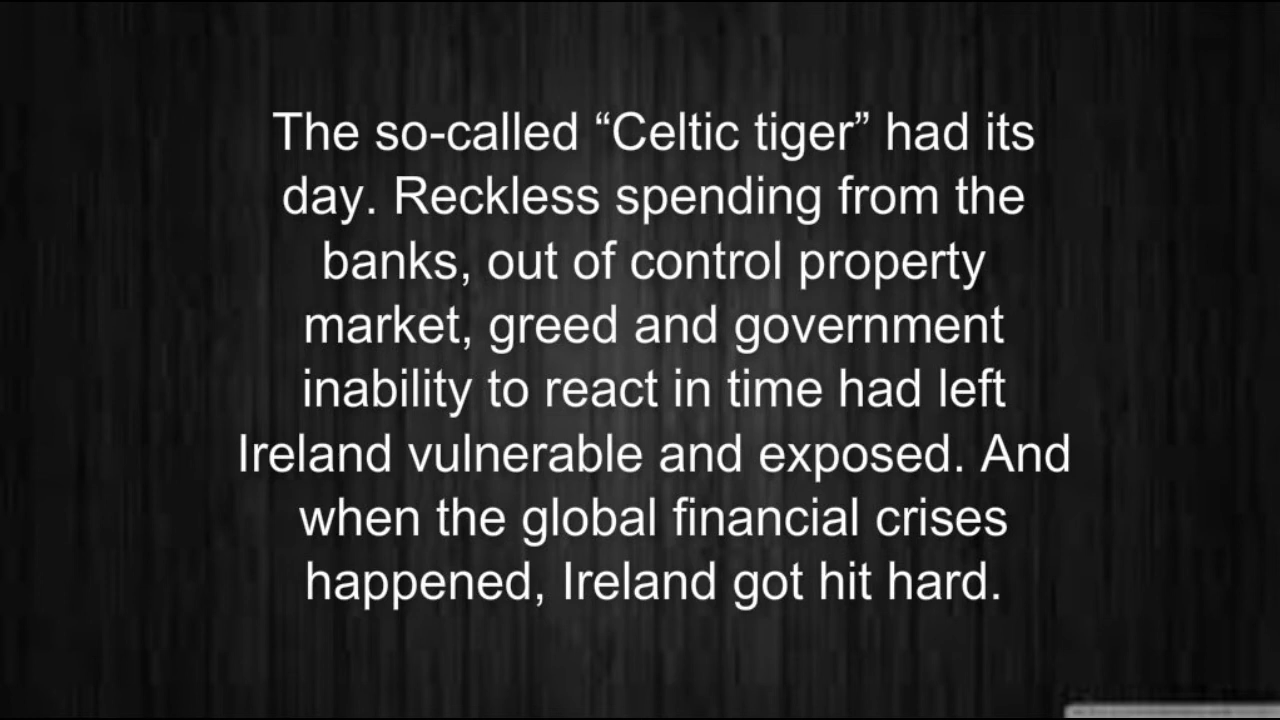 The so-called “Celtic tiger” had its
day. Reckless spending from the
banks, out of control property
market, greed and government
inability to react in time had left
Ireland vulnerable and exposed. And
when the global financial crises
happened, Ireland got hit hard.